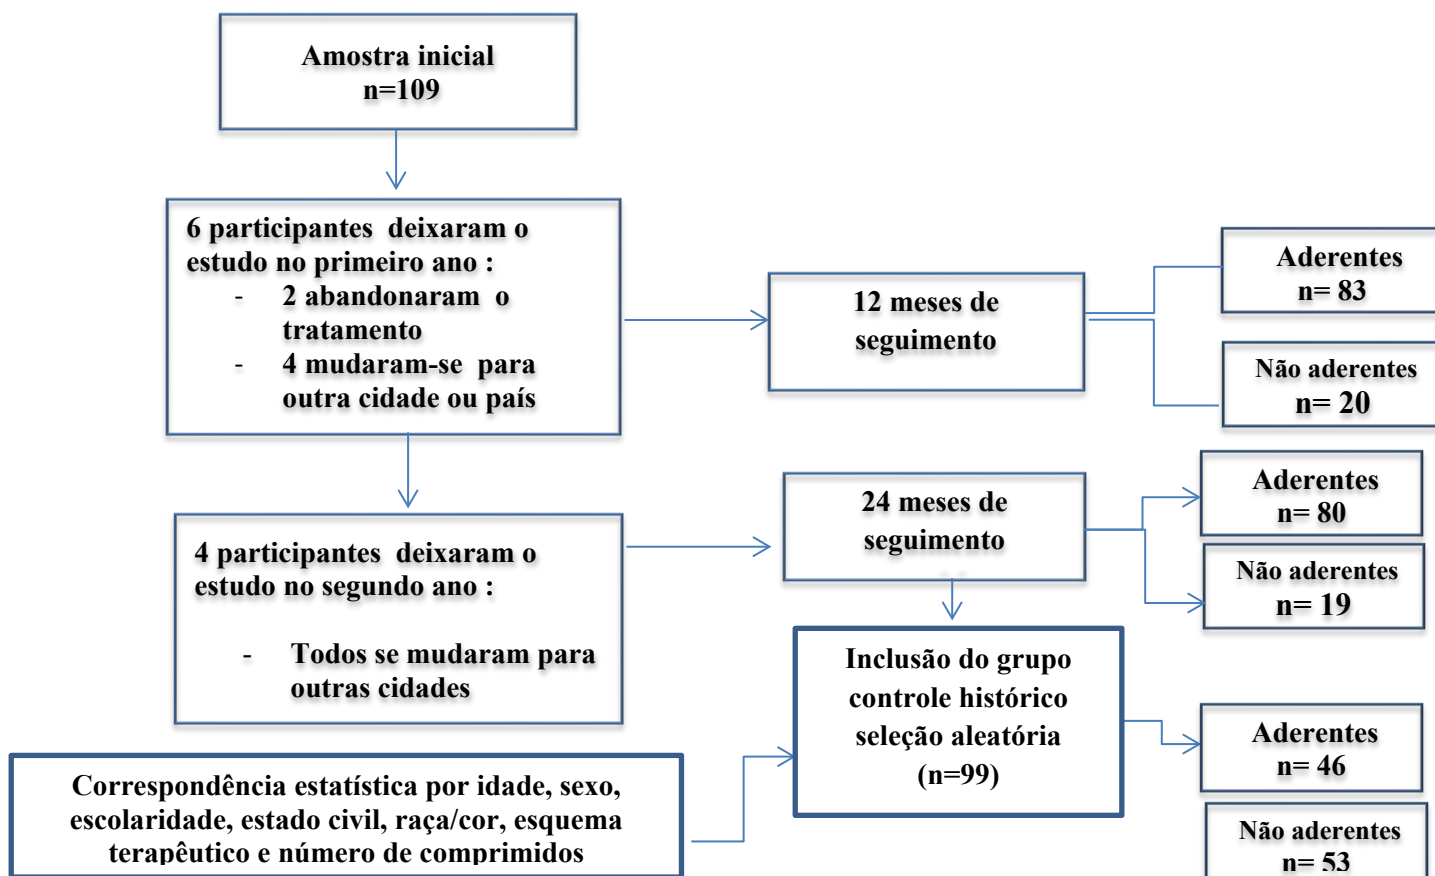 Amostra inicial
n=109
6 participantes deixaram o
estudo no primeiro ano :
- 2 abandonaram o
tratamento
- 4 mudaram-se para
outra cidade ou país
12 meses de
seguimento
Aderentes
n= 83
Não aderentes
n= 20
4 participantes deixaram o
estudo no segundo ano :
- Todos se mudaram para
outras cidades
24 meses de
seguimento
Aderentes
n= 80
Não aderentes
n= 19
Inclusão do grupo
controle histórico
seleção aleatória
(n=99)
Aderentes
n= 46
Não aderentes
n= 53
Correspondência estatística por idade, sexo,
escolaridade, estado civil, raça/cor, esquema
terapêutico e número de comprimidos